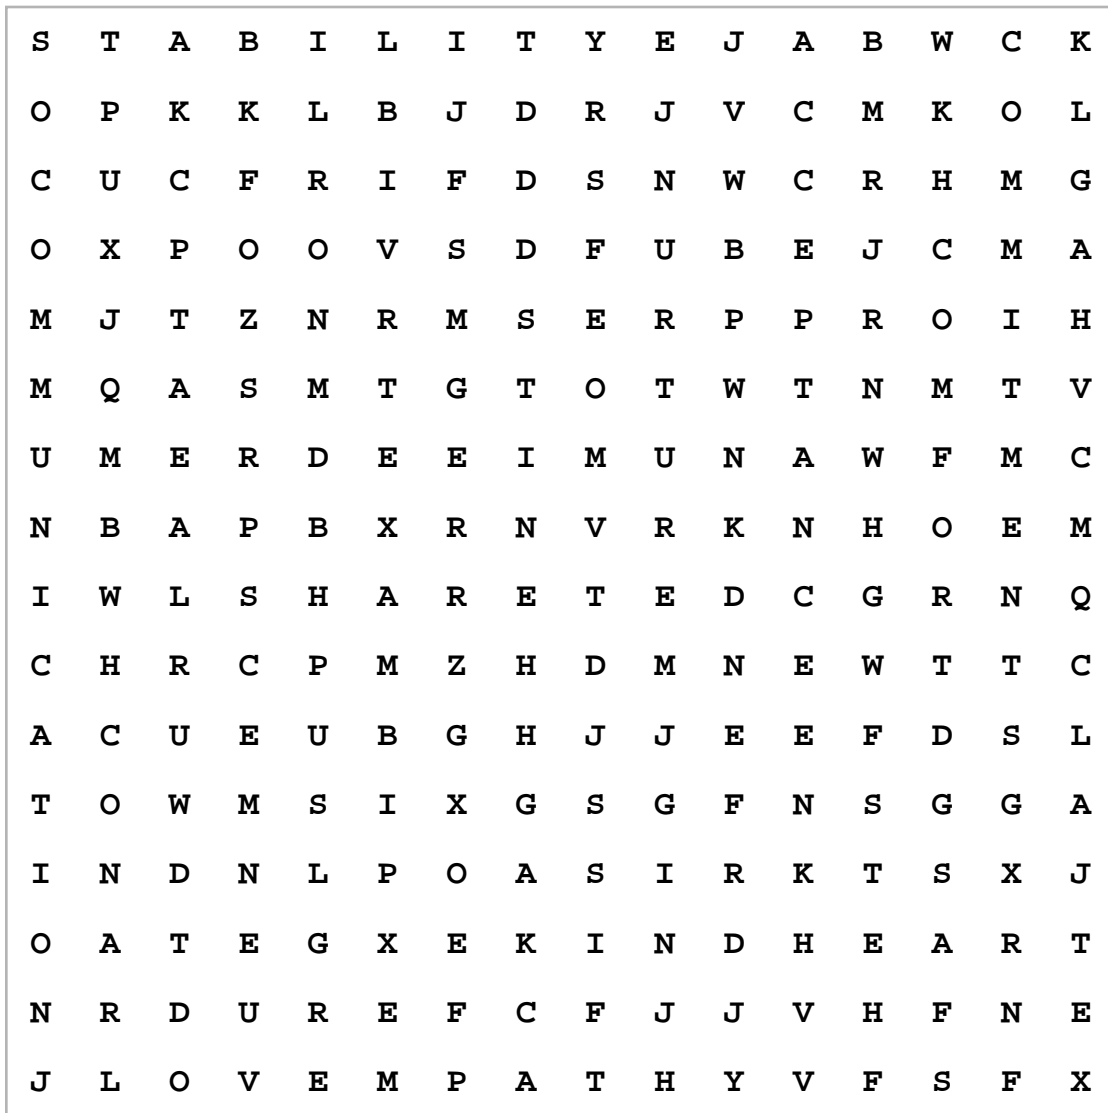 S T A B I L I T Y E J A B W C K
O P K K L B J D R J V C M K O L
C U C F R I F D S N W C R H M G
O X P O O V S D F U B E J C M A
M J T Z N R M S E R P P R O I H
M Q A S M T G T O T W T N M T V
U M E R D E E I M U N A W F M C
N B A P B X R N V R K N H O E M
I W L S H A R E T E D C G R N Q
C H R C P M Z H D M N E W T T C
A C U E U B G H J J E E F D S L
T O W M S I X G S G F N S G G A
I N D N L P O A S I R K T S X J
O A T E G X E K I N D H E A R T
N R D U R E F C F J J V H F N E
J L O V E M P A T H Y V F S F X